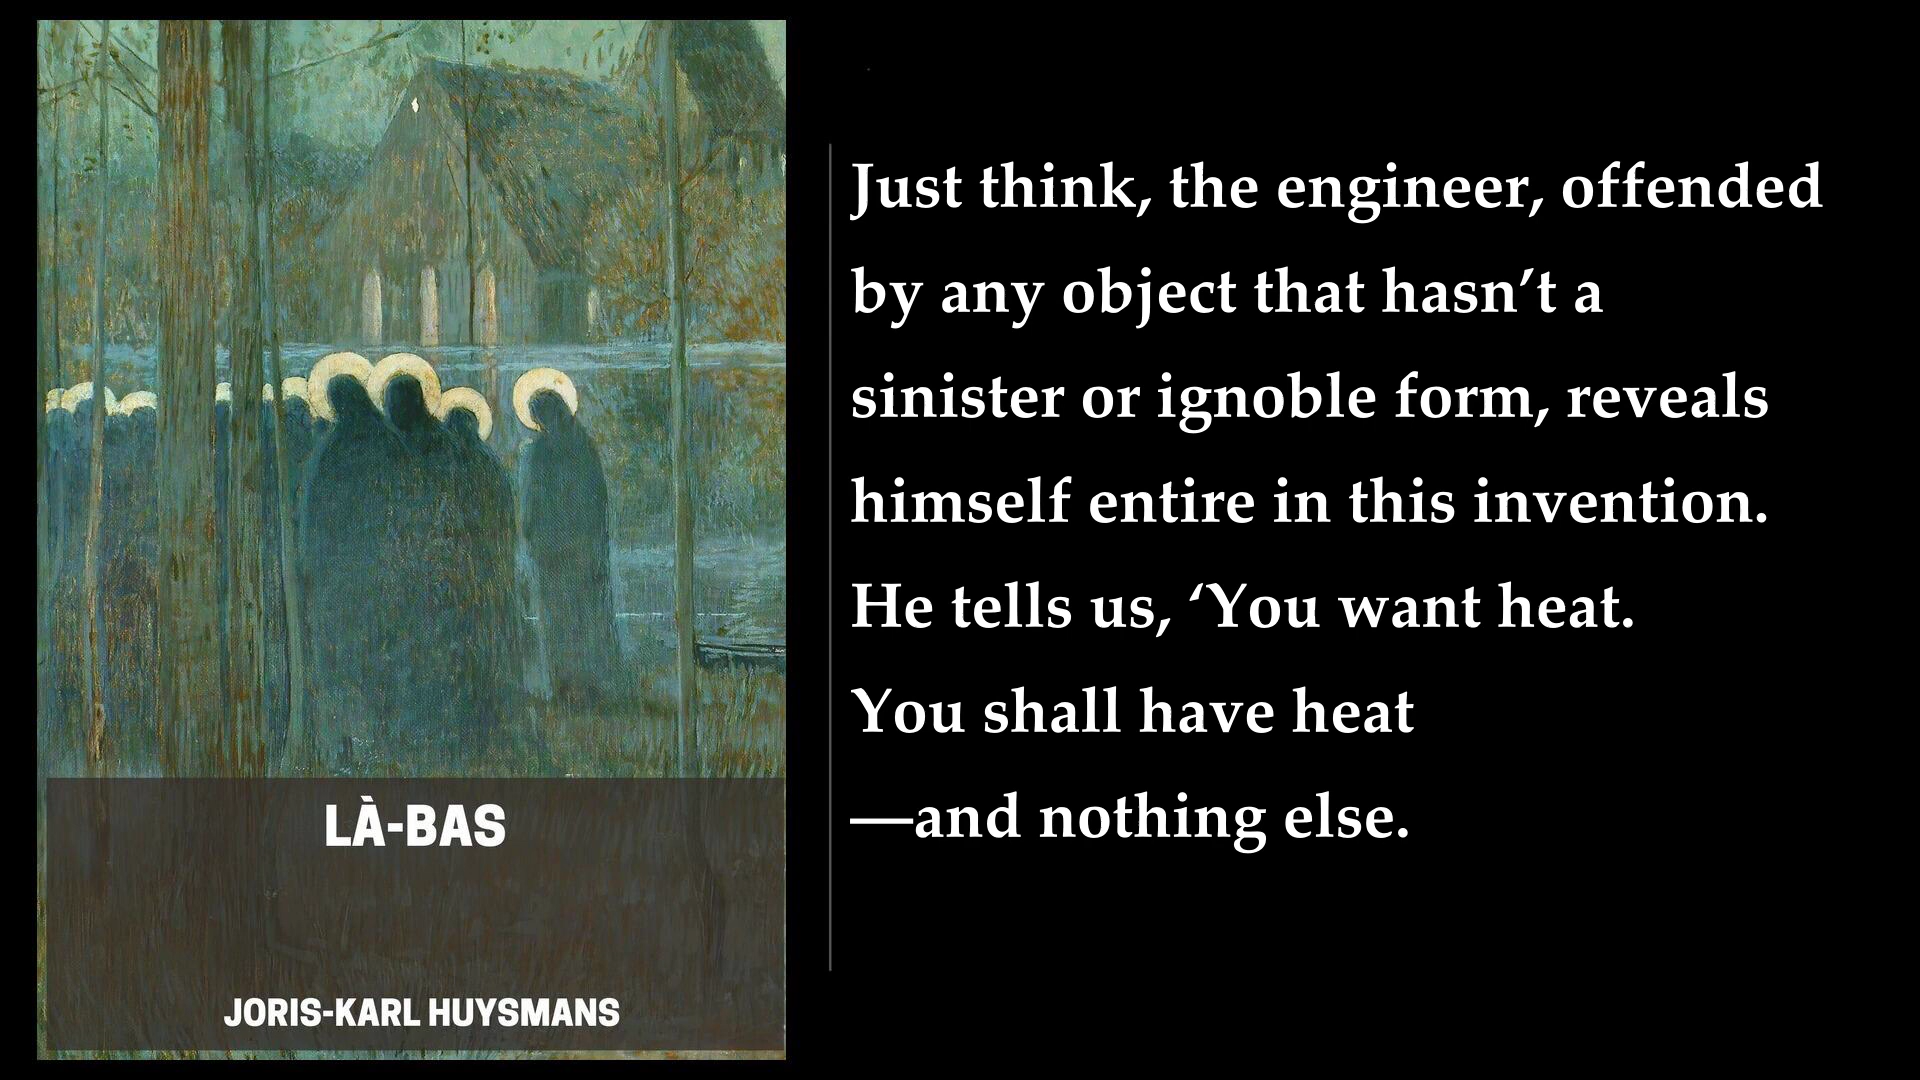 LÀ-BAS
JORIS-KARL HUYSMANS
Just think, the engineer, offended
by any object that hasn’t a
sinister or ignoble form, reveals
himself entire in this invention.
He tells us, ‘You want heat.
You shall have heat
—and nothing else.